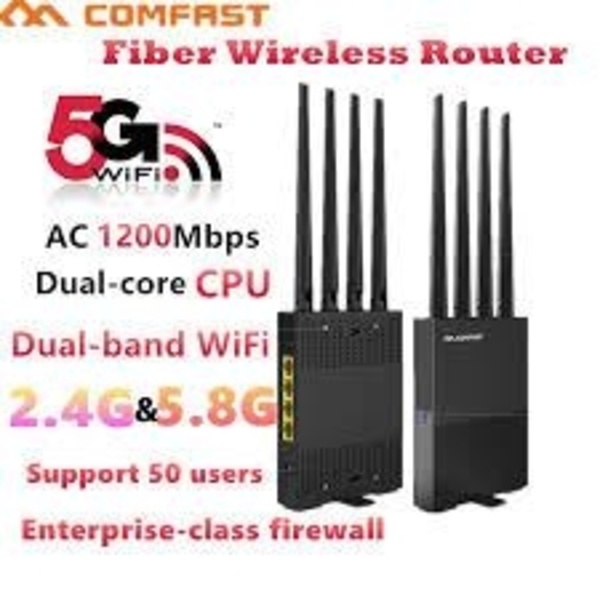 COMFAST
Fiber Wireless Router
5G
WiFi
AC 1200Mbps
Dual-core CPU
Dual-band WiFi
2.4G&5.8G
Support 50 users
Enterprise-class firewall